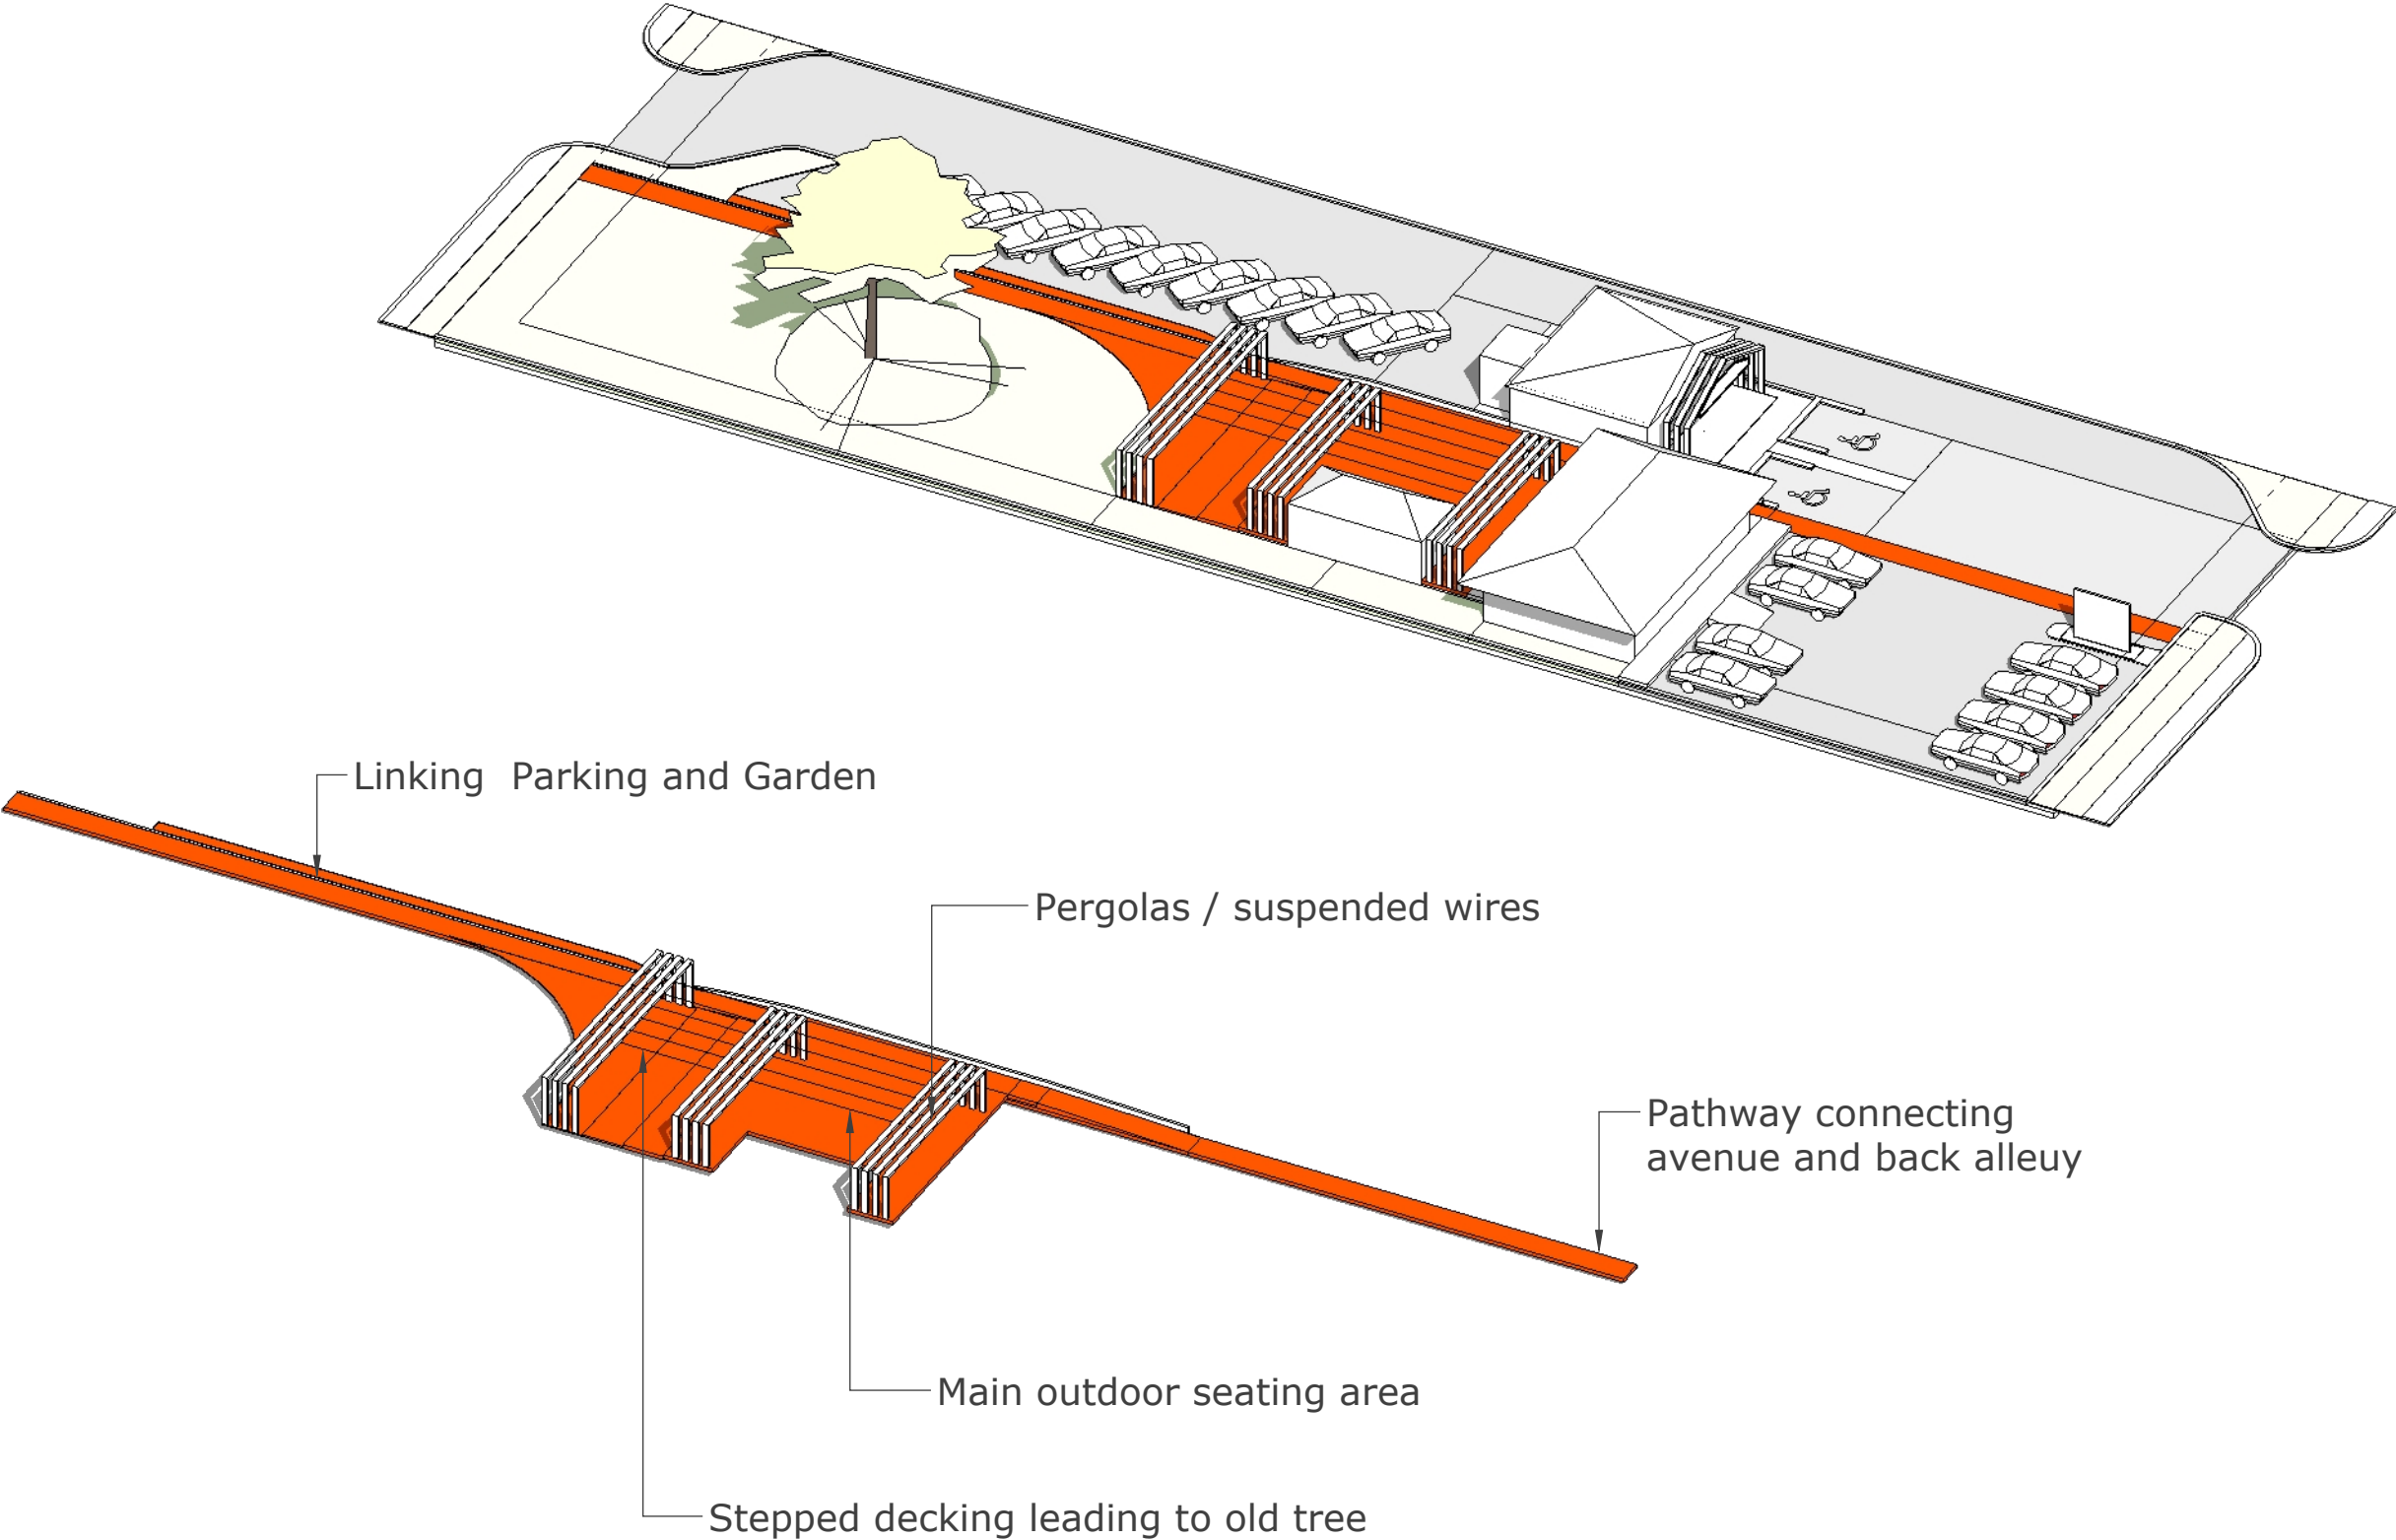 Linking  Parking and Garden
Pergolas / suspended wires
Pathway connecting
avenue and back alleuy
Main outdoor seating area
Stepped decking leading to old tree